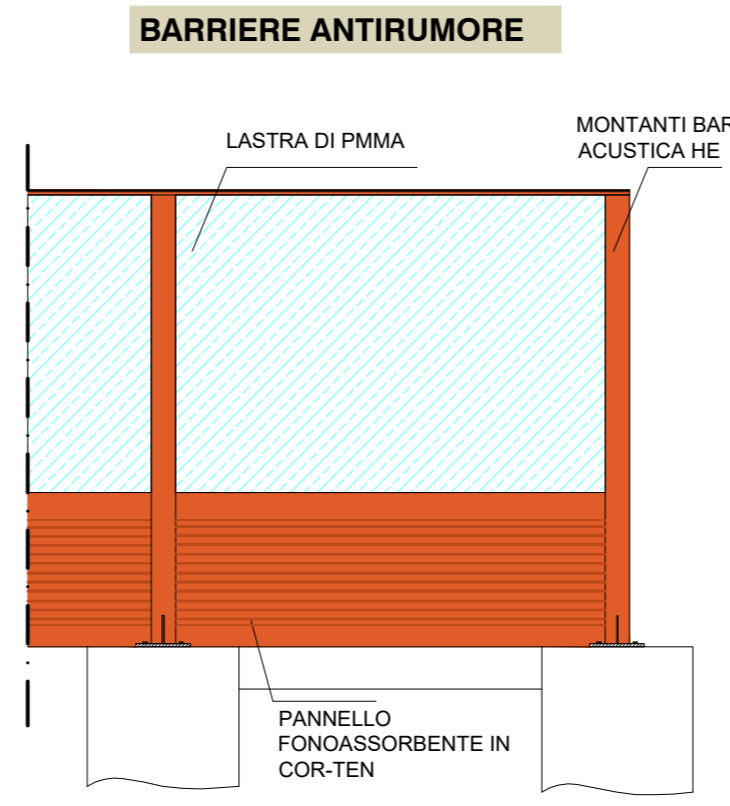 BARRIERE ANTIRUMORE
LASTRA DI PMMA
MONTANTI BAR
ACUSTICA HE
PANNELLO
FONOASSORBENTE IN
COR-TEN